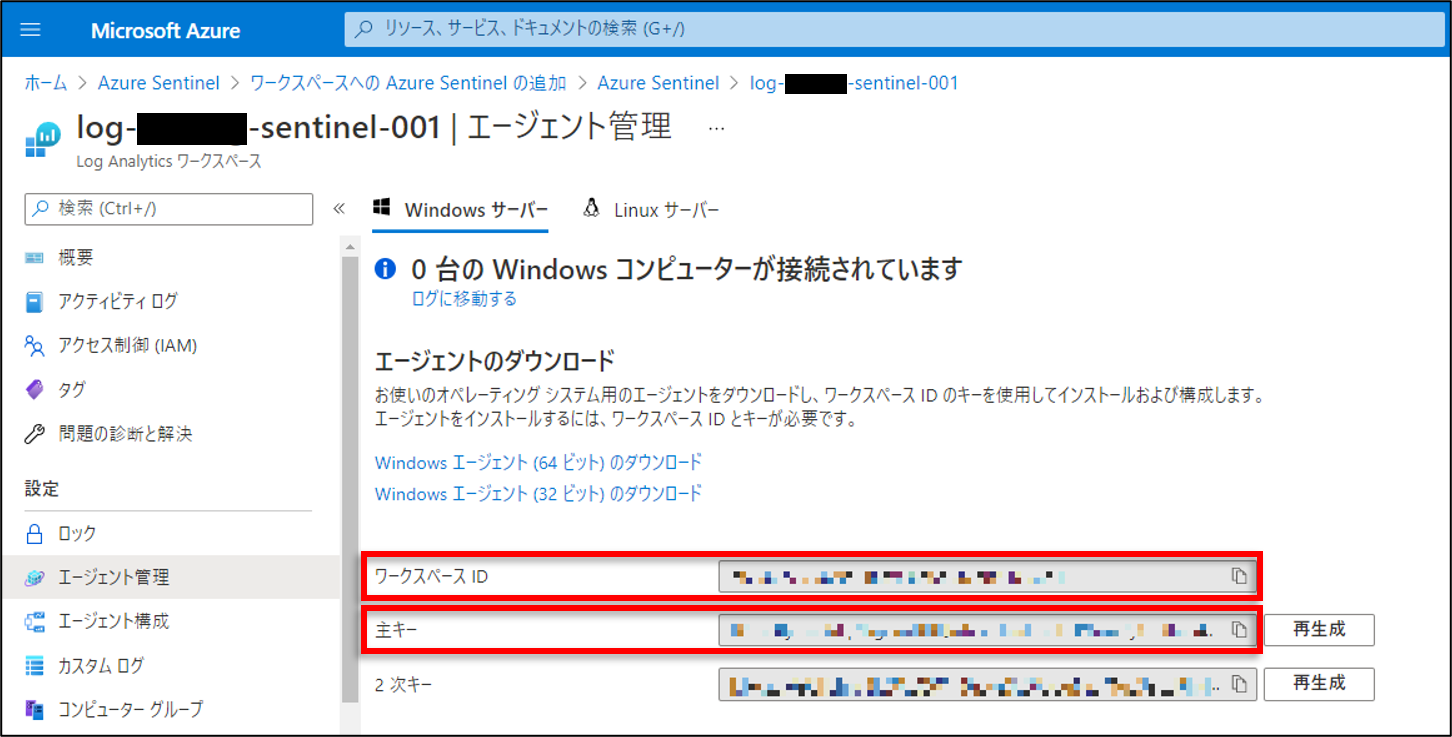 Microsoft Azure
リソース、サービス、ドキュメントの検索 (G+/)
ホーム > Azure Sentinel > ワークスペースへの Azure Sentinel の追加 > Azure Sentinel > log- -sentinel-001
log- -sentinel-001 | エージェント管理 …
Log Analytics ワークスペース
検索 (Ctrl+/)
«
概要
アクティビティ ログ
アクセス制御 (IAM)
タグ
問題の診断と解決
設定
ロック
エージェント管理
エージェント構成
カスタム ログ
コンピューター グループ
Windows サーバー
Linux サーバー
0 台の Windows コンピューターが接続されています
ログに移動する
エージェントのダウンロード
お使いのオペレーティング システム用のエージェントをダウンロードし、ワークスペース ID のキーを使用してインストールおよび構成します。
エージェントをインストールするには、ワークスペース ID とキーが必要です。
Windows エージェント (64 ビット) のダウンロード
Windows エージェント (32 ビット) のダウンロード
ワークスペース ID
主キー
再生成
2 次キー
再生成